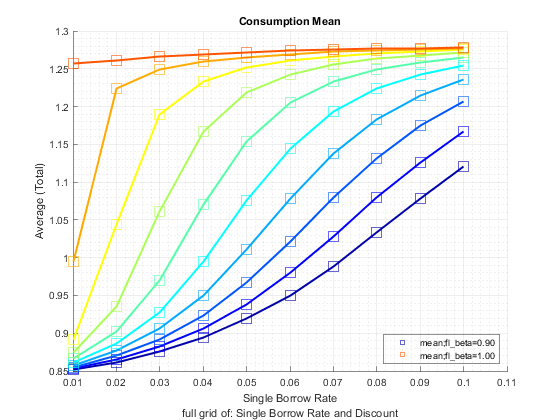 Consumption Mean
1.3
1.25
1.2
1.15
1.1
1.05
1
0.95
0.9
0.85
Average (Total)
mean;fl_beta=0.90
mean;fl_beta=1.00
0.01 0.02 0.03 0.04 0.05 0.06 0.07 0.08 0.09 0.1 0.11
Single Borrow Rate
full grid of: Single Borrow Rate and Discount